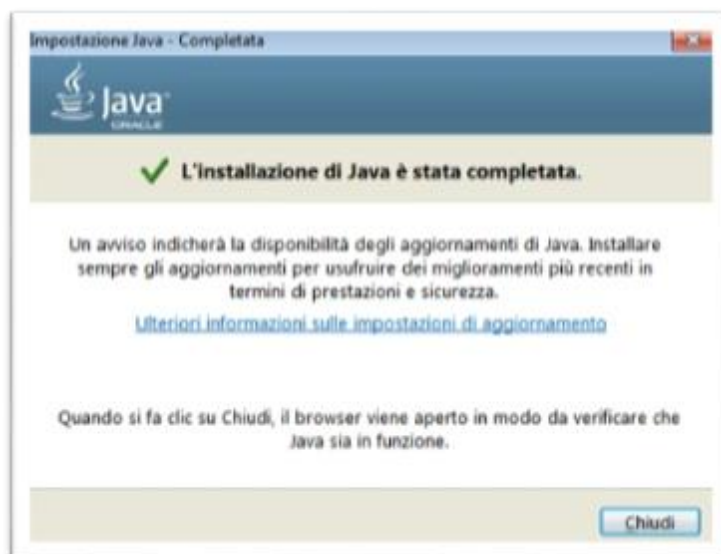 Impostazione Java - Completata
Java
ORACLE
L'installazione di Java è stata completata.
Un avviso indicherà la disponibilità degli aggiornamenti di Java. Installare
sempre gli aggiornamenti per usufruire dei miglioramenti più recenti in
termini di prestazioni e sicurezza.
Ulteriori informazioni sulle impostazioni di aggiornamento
Quando si fa clic su Chiudi, il browser viene aperto in modo da verificare che
Java sia in funzione.
Chiudi